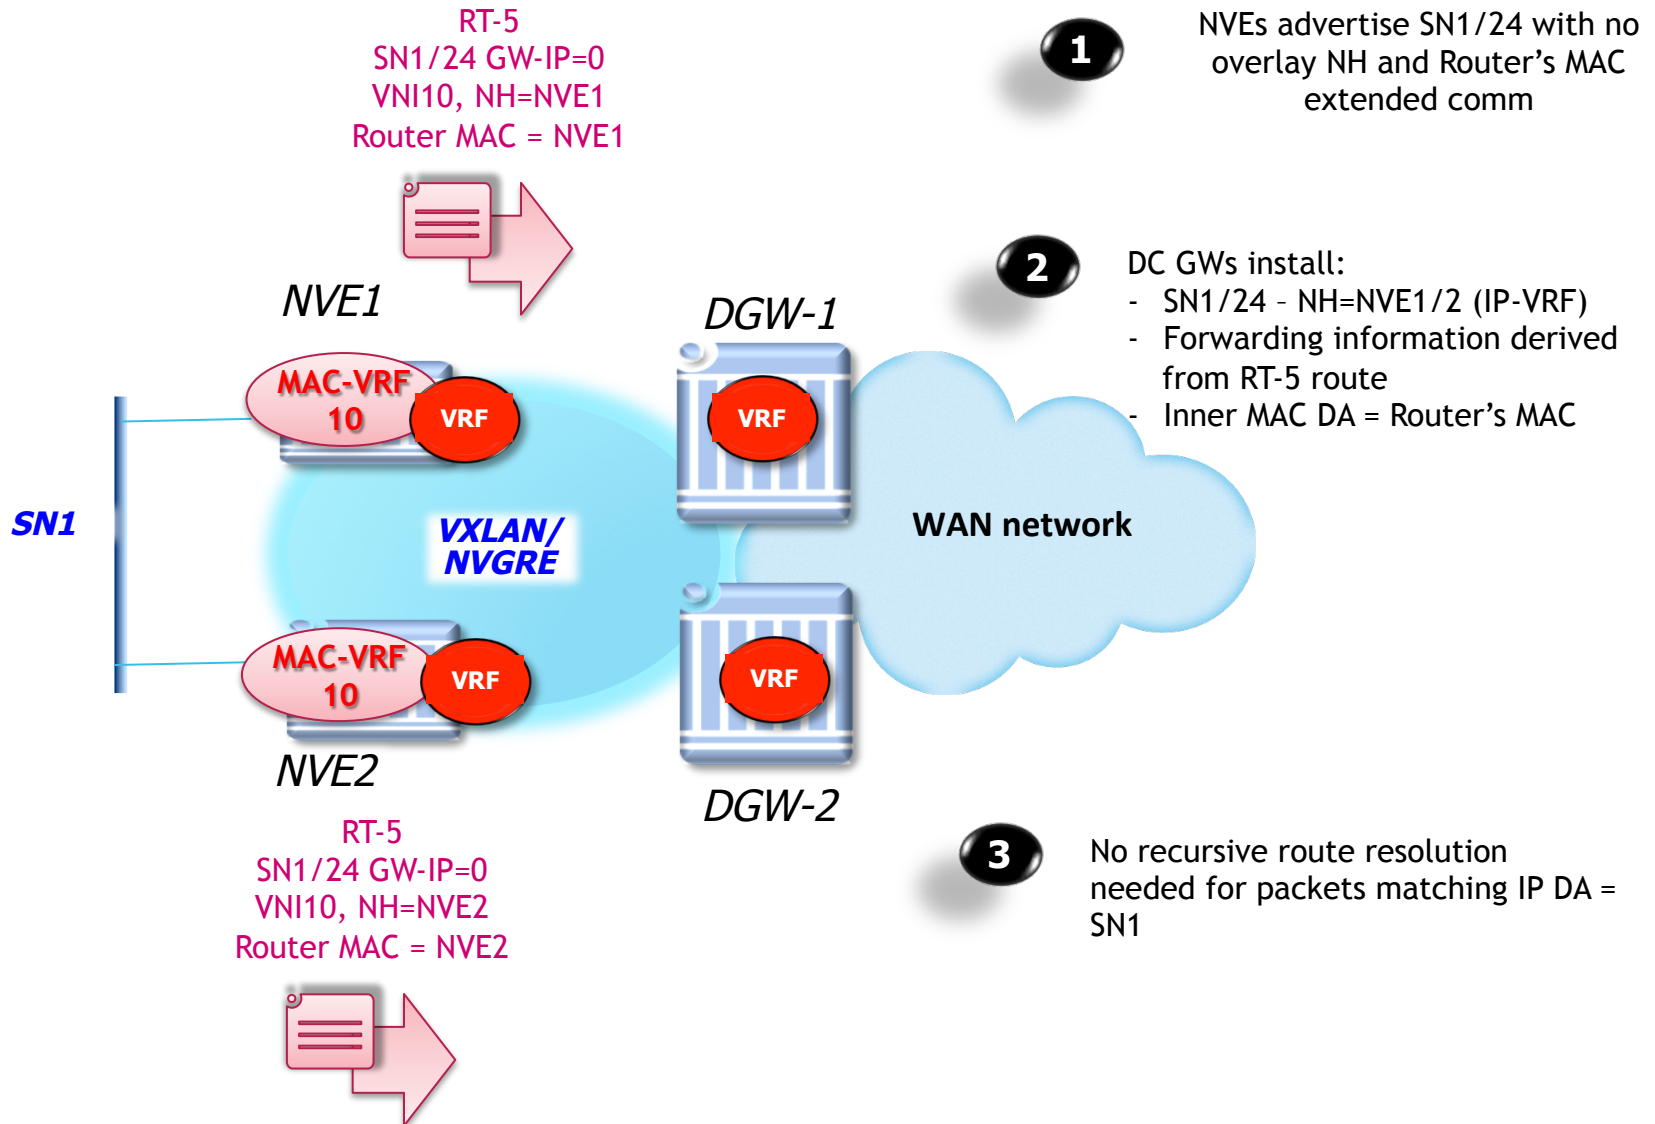 RT-5
SN1/24 GW-IP=0
VNI10, NH=NVE1
Router MAC = NVE1
1
NVEs advertise SN1/24 with no
overlay NH and Router’s MAC
extended comm
2
DC GWs install:
- SN1/24 – NH=NVE1/2 (IP-VRF)
- Forwarding information derived
from RT-5 route
- Inner MAC DA = Router’s MAC
NVE1
DGW-1
MAC-VRF
10
VRF
VRF
SN1
VXLAN/
NVGRE
WAN network
MAC-VRF
10
VRF
VRF
NVE2
DGW-2
RT-5
SN1/24 GW-IP=0
VNI10, NH=NVE2
Router MAC = NVE2
3
No recursive route resolution
needed for packets matching IP DA =
SN1